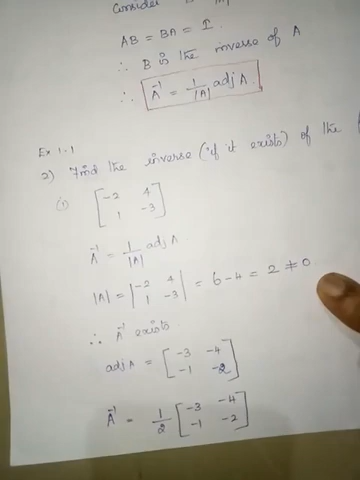 Consider
AB = BA = I.
∴ B is the inverse of A
∴ A⁻¹ = 1/|A| adj A.
Ex 1.1
2) Find the inverse (if it exists) of the
(i) [-2 4
1 -3]
A⁻¹ = 1/|A| adj A.
|A| = |-2 4
1 -3| = 6-4 = 2 ≠ 0
∴ A⁻¹ exists
adj A = [-3 -4
-1 -2]
A⁻¹ = 1/2 [-3 -4
-1 -2]